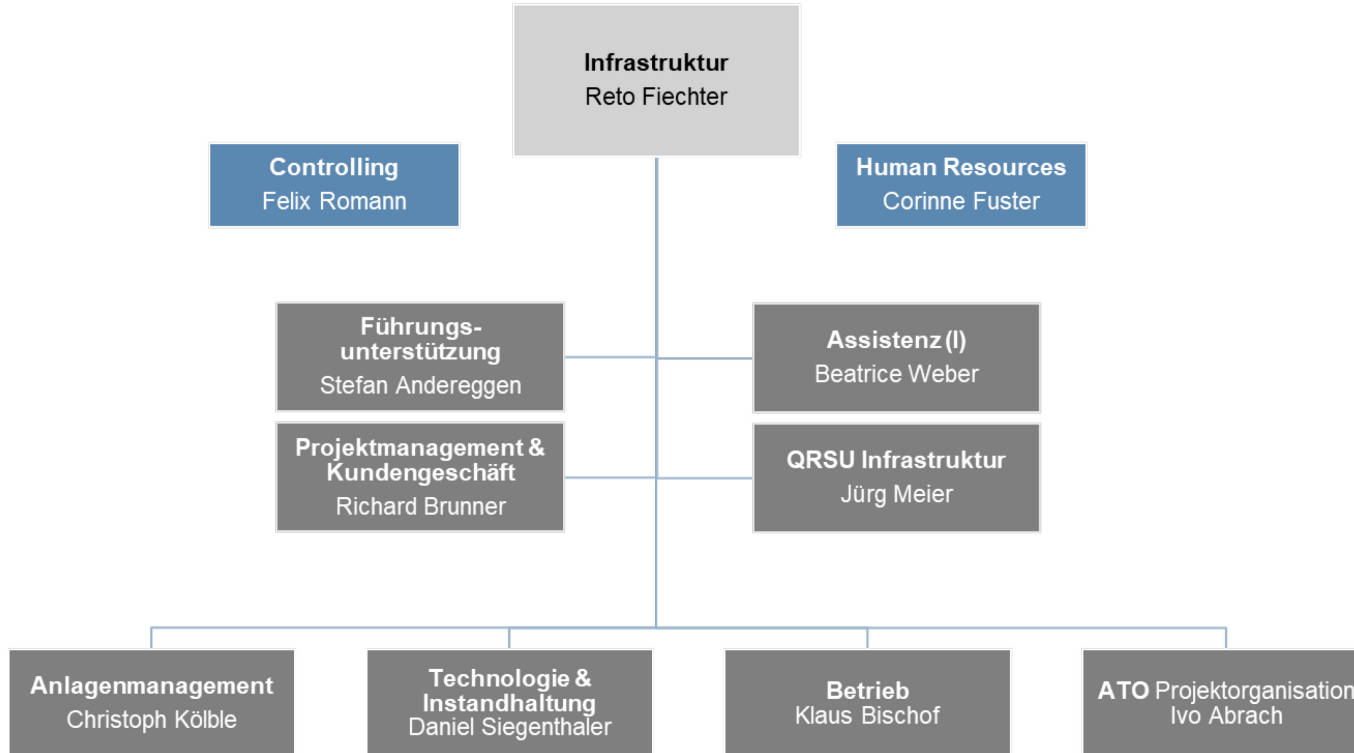 Infrastruktur
Reto Fiechter
Controlling
Felix Romann
Human Resources
Corinne Fuster
Führungs-
unterstützung
Stefan Andereggen
Assistenz (I)
Beatrice Weber
Projektmanagement &
Kundengeschäft
Richard Brunner
QRSU Infrastruktur
Jürg Meier
Anlagenmanagement
Christoph Kölble
Technologie &
Instandhaltung
Daniel Siegenthaler
Betrieb
Klaus Bischof
ATO Projektorganisation
Ivo Abrach